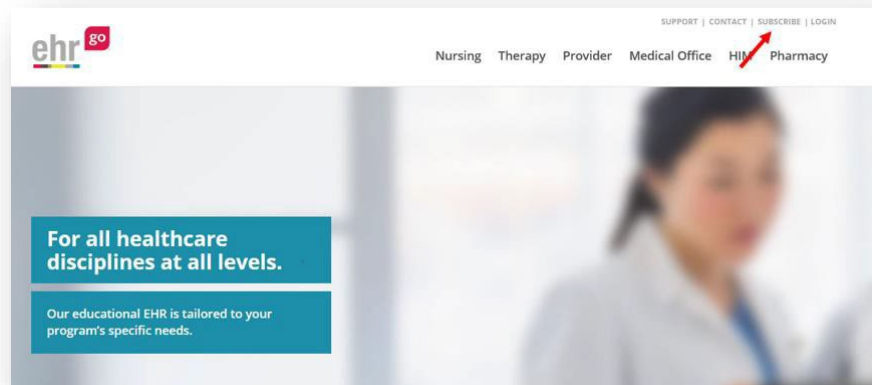 SUPPORT | CONTACT | SUBSCRIBE | LOGIN
ehr go
Nursing Therapy Provider Medical Office HIM Pharmacy
For all healthcare
disciplines at all levels.
Our educational EHR is tailored to your
program's specific needs.